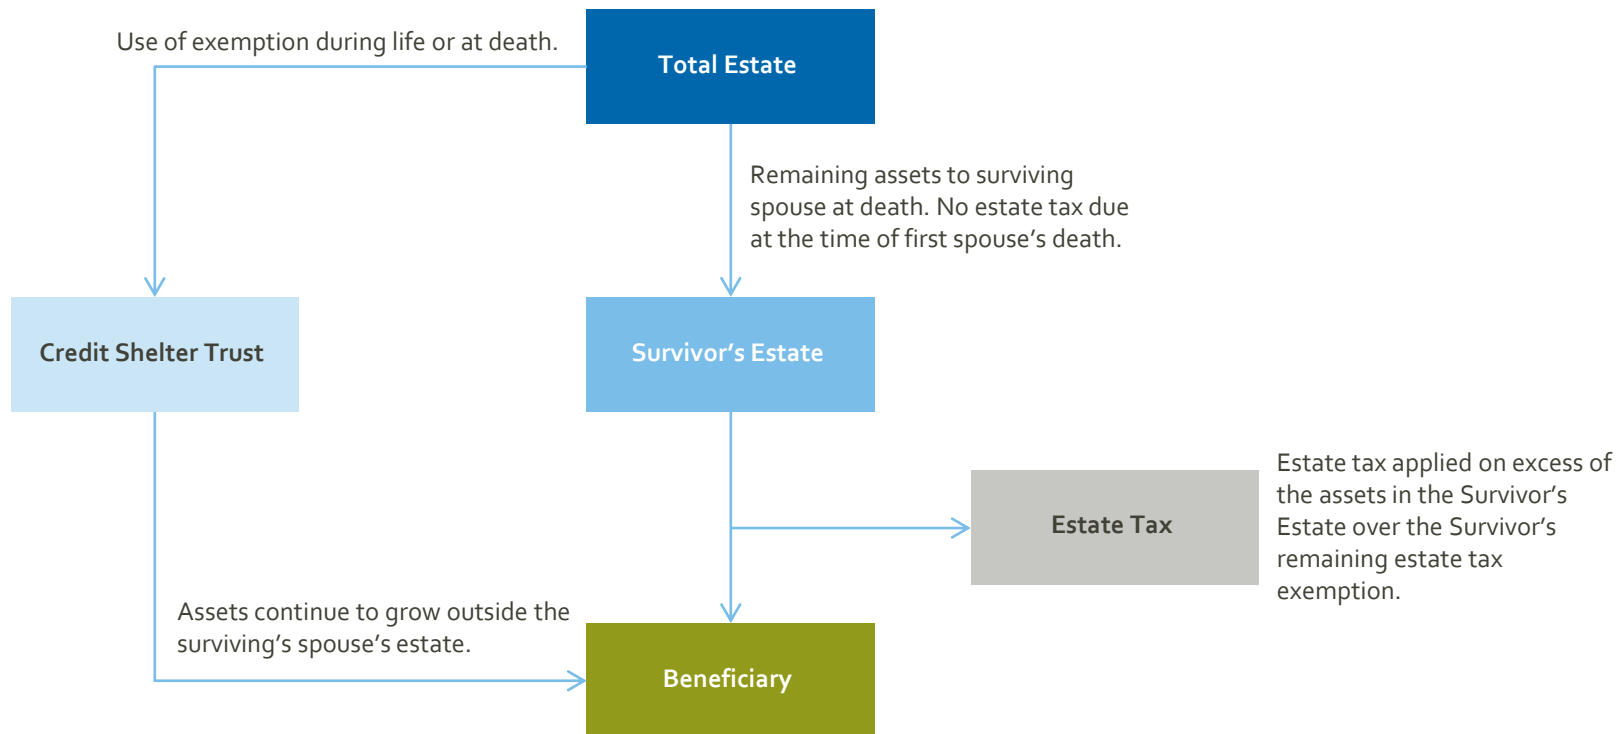 Use of exemption during life or at death.
Total Estate
Remaining assets to surviving
spouse at death. No estate tax due
at the time of first spouse’s death.
Credit Shelter Trust
Survivor’s Estate
Estate Tax
Estate tax applied on excess of
the assets in the Survivor’s
Estate over the Survivor’s
remaining estate tax
exemption.
Assets continue to grow outside the
surviving’s spouse’s estate.
Beneficiary